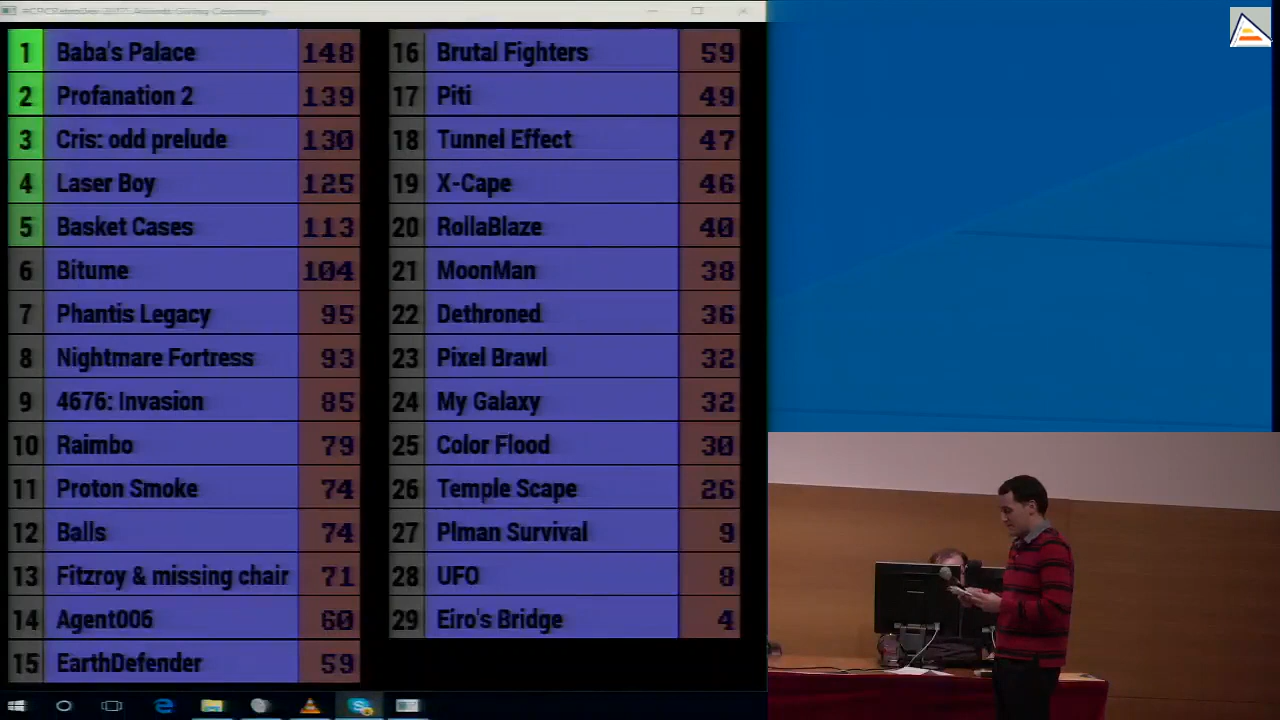 1 Baba's Palace 148
2 Profanation 2 139
3 Cris: odd prelude 130
4 Laser Boy 125
5 Basket Cases 113
6 Bitume 104
7 Phantis Legacy 95
8 Nightmare Fortress 93
9 4676: Invasion 85
10 Raimbo 79
11 Proton Smoke 74
12 Balls 74
13 Fitzroy & missing chair 71
14 Agent006 60
15 EarthDefender 59
16 Brutal Fighters 59
17 Piti 49
18 Tunnel Effect 47
19 X-Cape 46
20 RollaBlaze 40
21 MoonMan 38
22 Dethroned 36
23 Pixel Brawl 32
24 My Galaxy 32
25 Color Flood 30
26 Temple Scape 26
27 Plman Survival 9
28 UFO 8
29 Eiro's Bridge 4